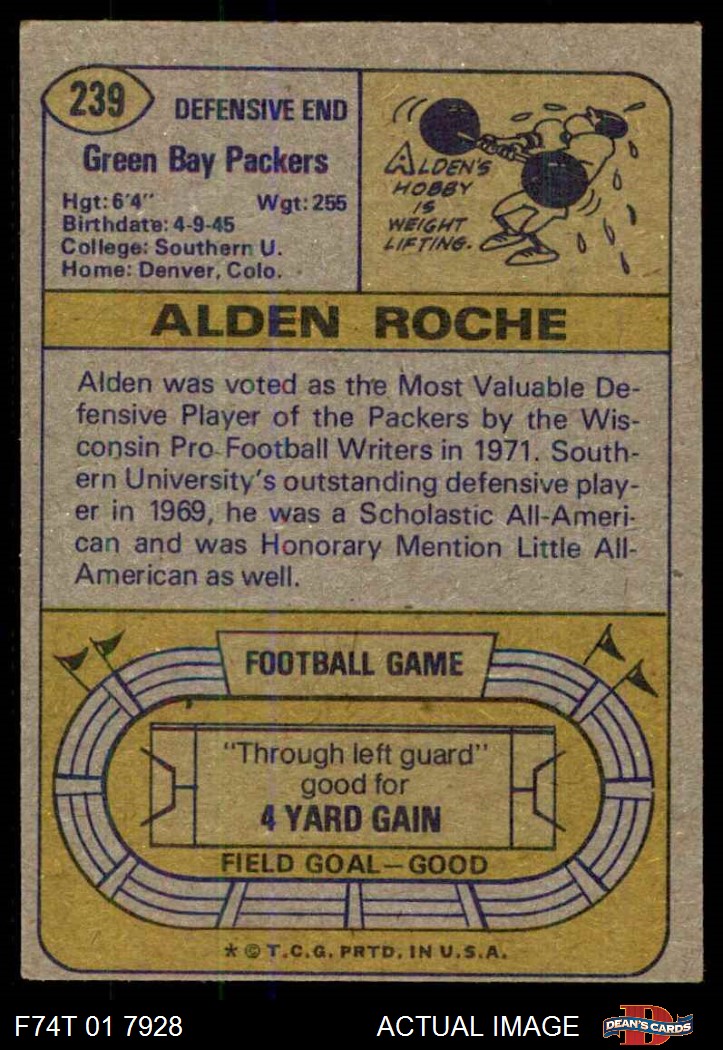 239
DEFENSIVE END
Green Bay Packers
Hgt: 6'4" Wgt: 255
Birthdate: 4-9-45
College: Southern U.
Home: Denver, Colo.
ALDEN'S
HOBBY
IS
WEIGHT
LIFTING.
ALDEN ROCHE
Alden was voted as the Most Valuable De-
fensive Player of the Packers by the Wis-
consin Pro Football Writers in 1971. South-
ern University's outstanding defensive play-
er in 1969, he was a Scholastic All-Ameri-
can and was Honorary Mention Little All-
American as well.
FOOTBALL GAME
"Through left guard"
good for
4 YARD GAIN
FIELD GOAL—GOOD
* © T.C.G. PRTD. IN U.S.A.
F74T 01 7928 ACTUAL IMAGE
D
DEAN'S CARDS